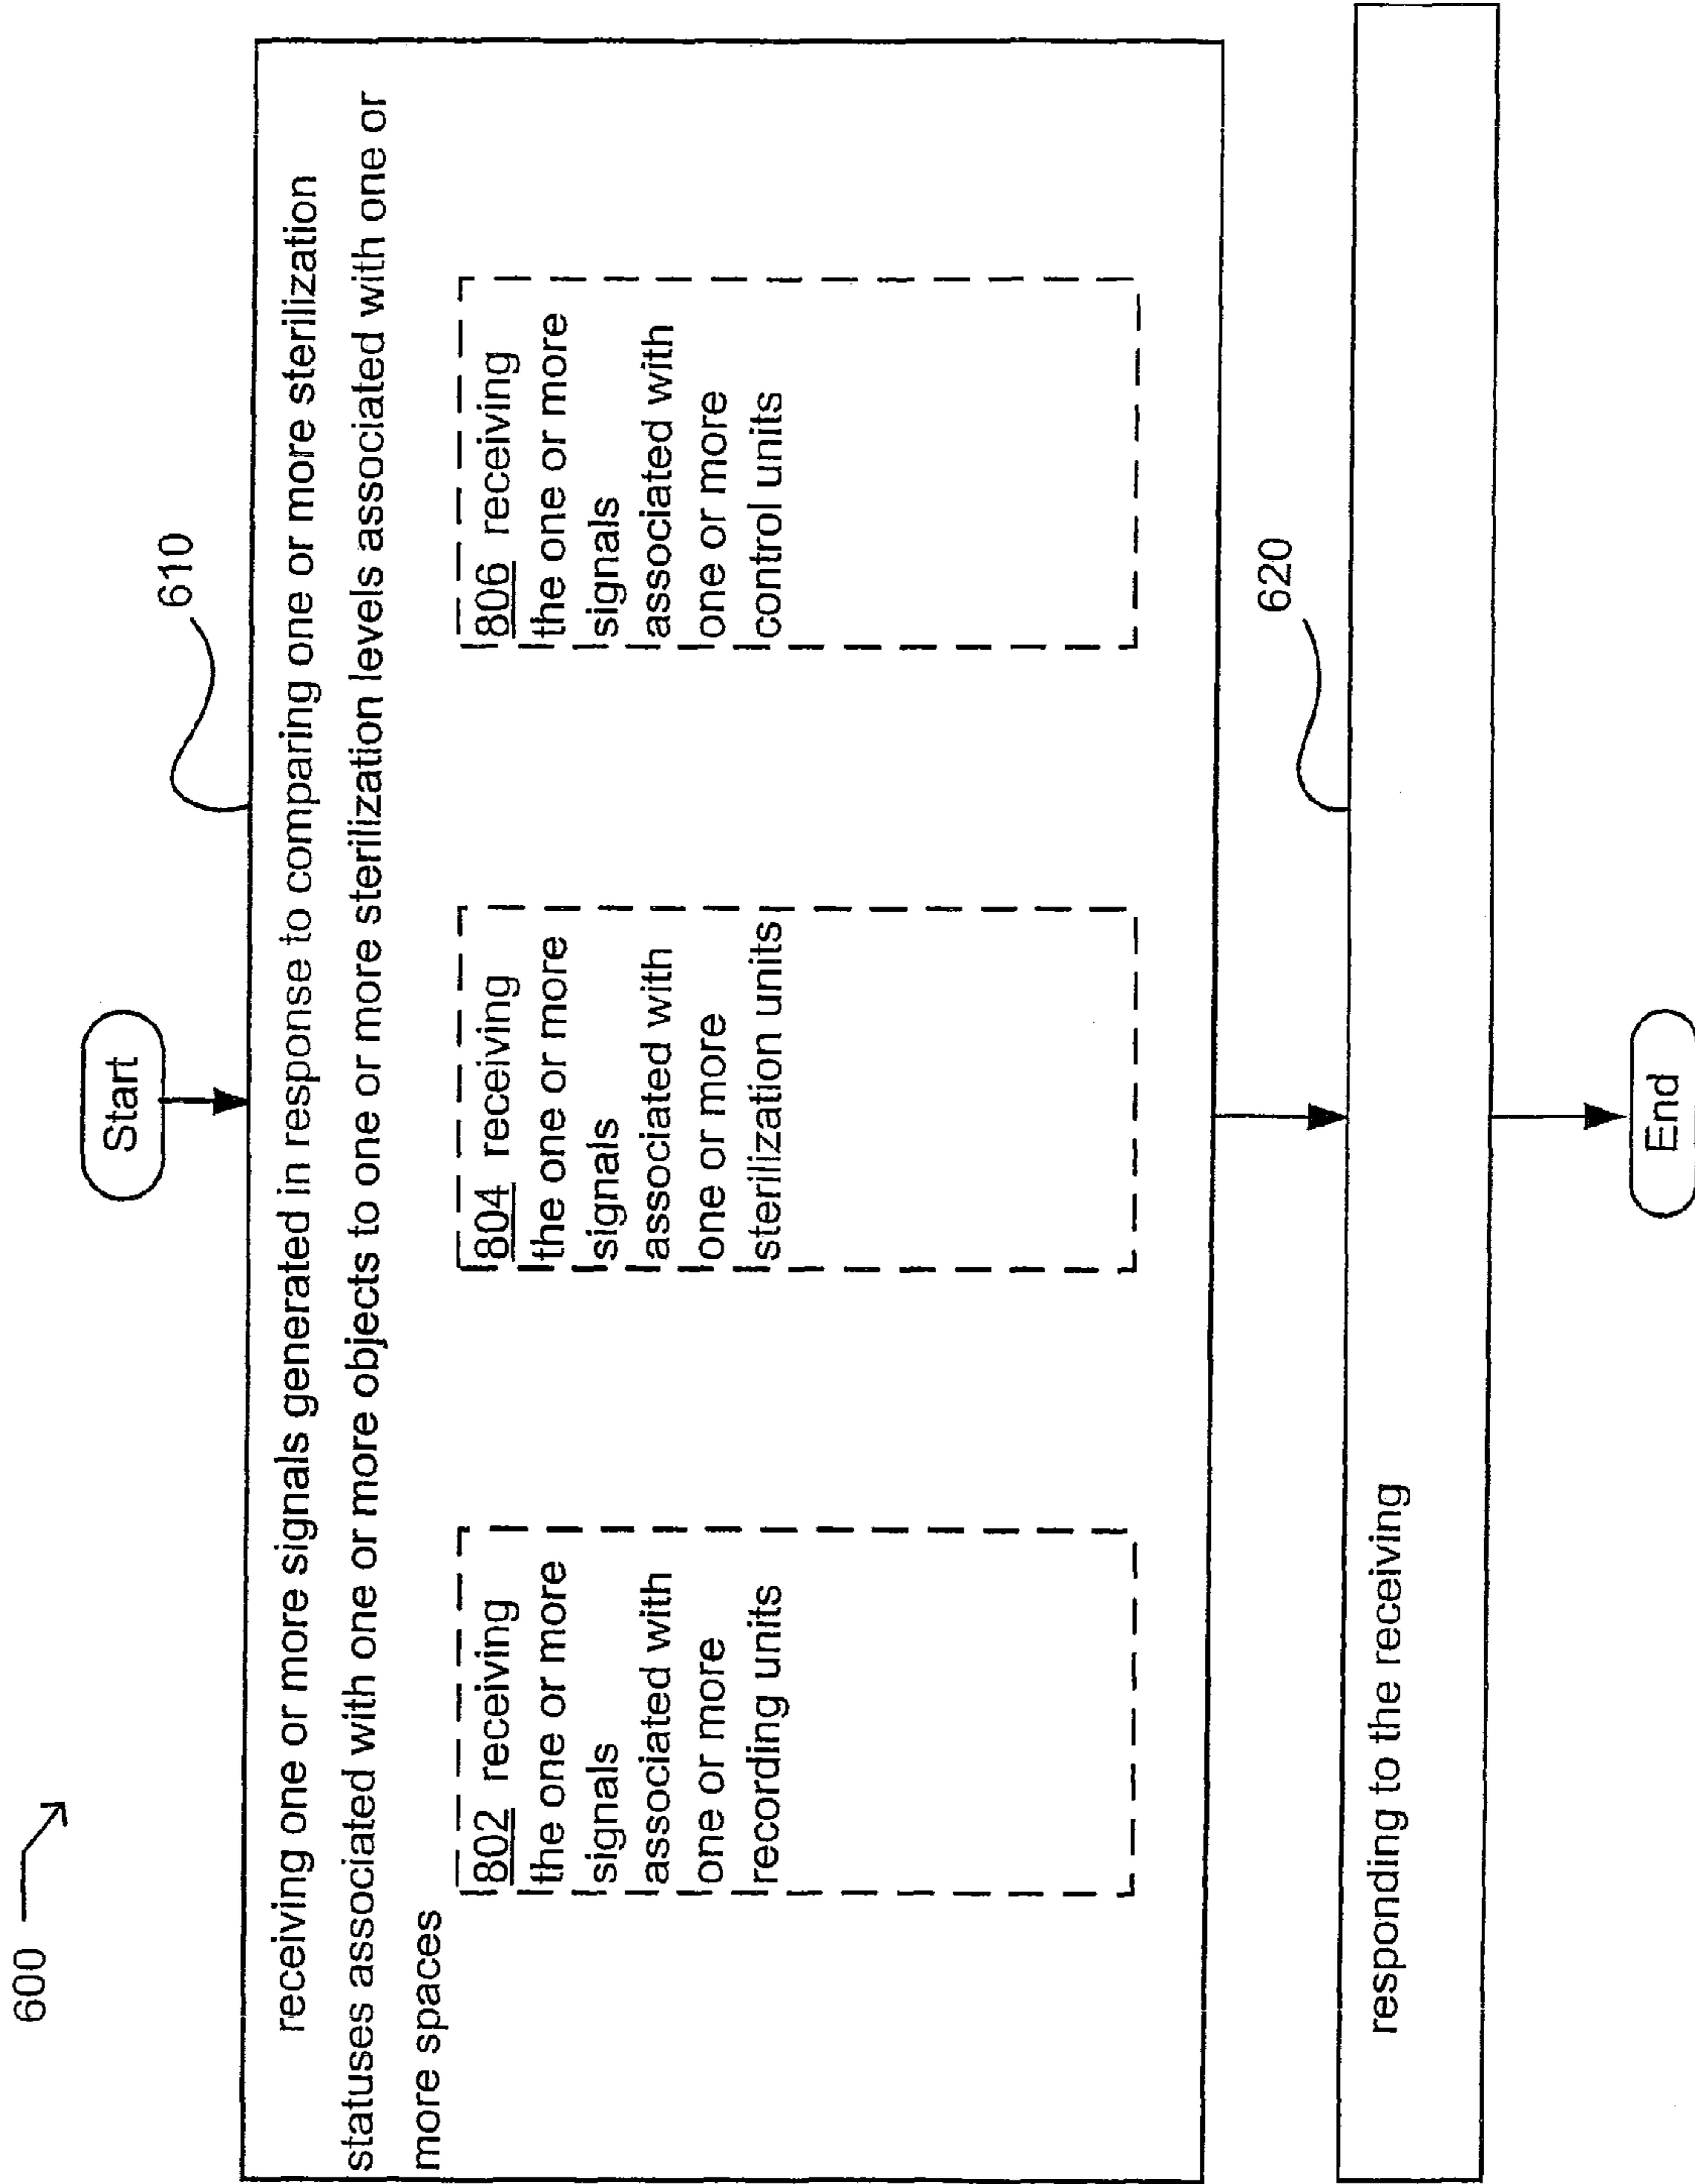 600
Start
610
receiving one or more signals generated in response to comparing one or more sterilization
statuses associated with one or more objects to one or more sterilization levels associated with one or
more spaces
802 receiving
the one or more
signals
associated with
one or more
recording units
804 receiving
the one or more
signals
associated with
one or more
sterilization units
806 receiving
the one or more
signals
associated with
one or more
control units
620
responding to the receiving
End